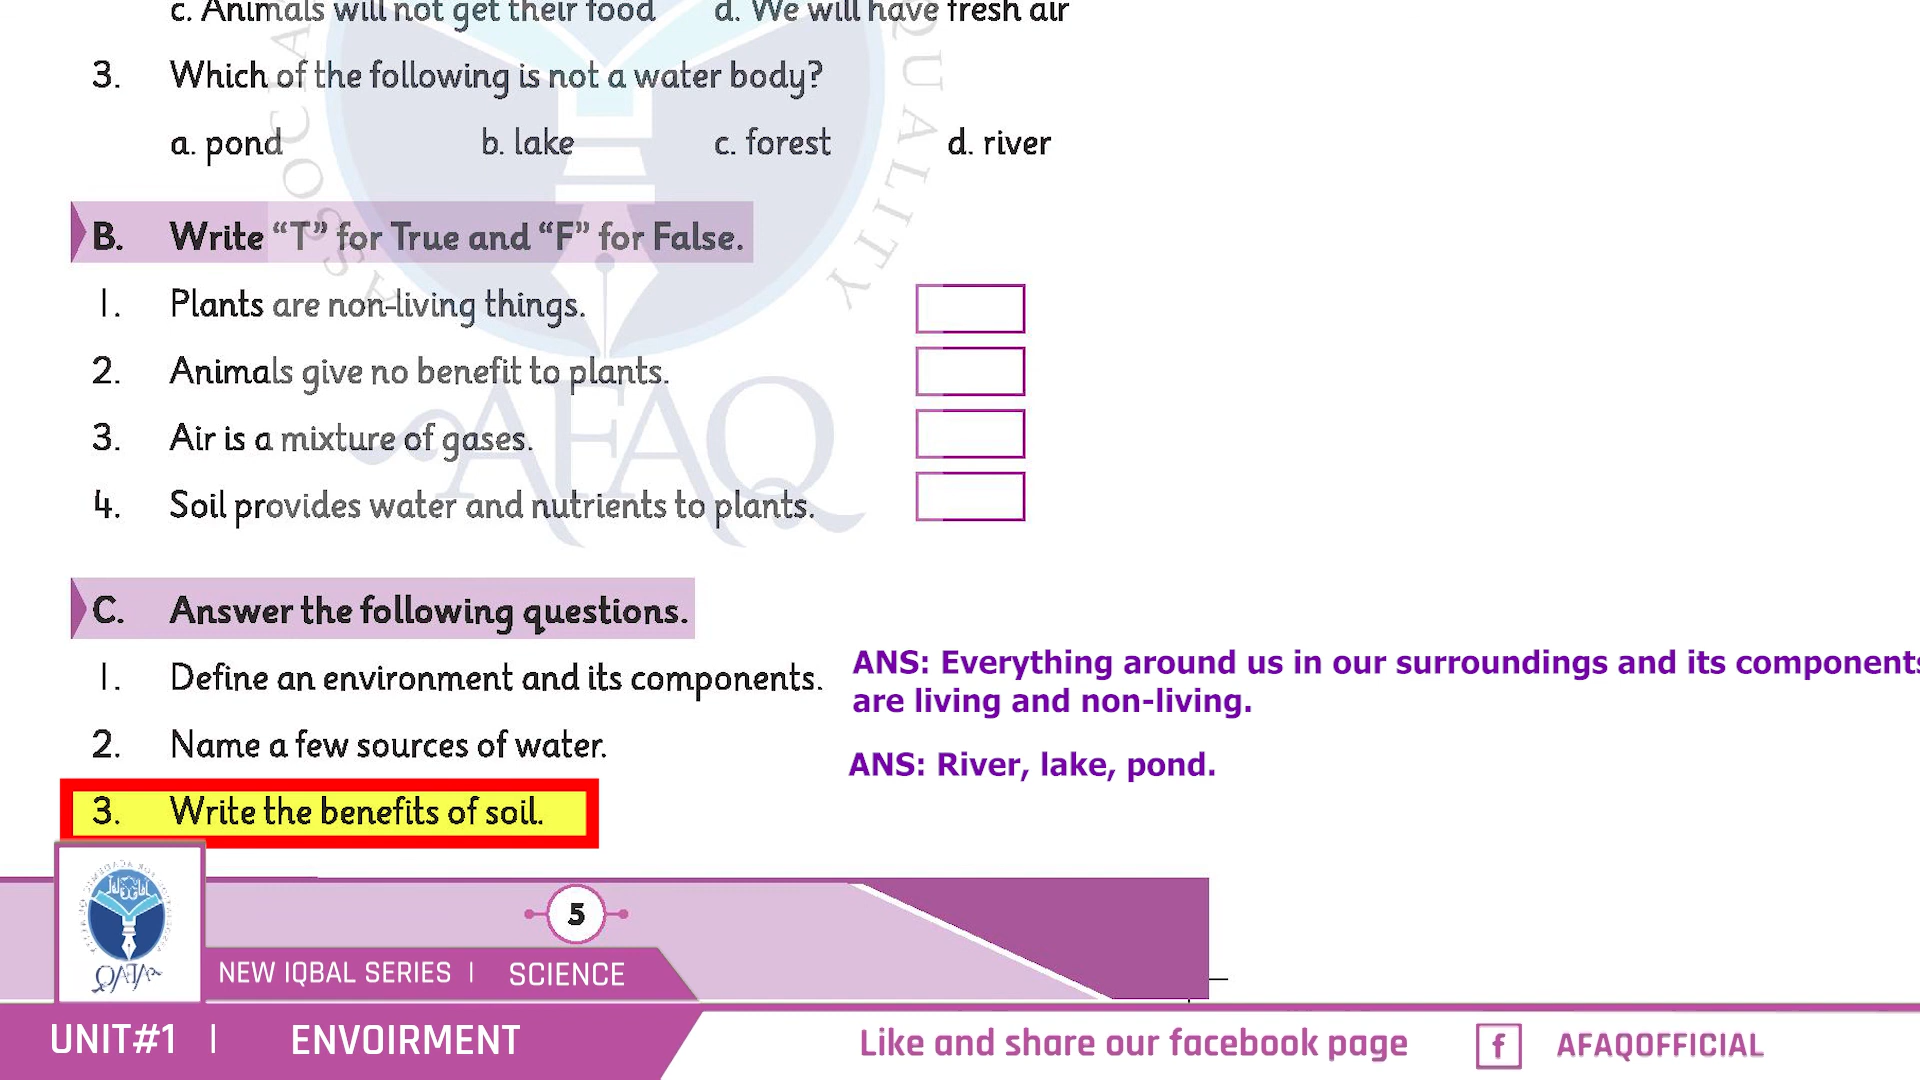 c. Animals will not get their food d. We will have fresh air
3. Which of the following is not a water body?
a. pond b. lake c. forest d. river
B. Write “T” for True and “F” for False.
1. Plants are non-living things.
2. Animals give no benefit to plants.
3. Air is a mixture of gases.
4. Soil provides water and nutrients to plants.
AFAQ
C. Answer the following questions.
1. Define an environment and its components.
ANS: Everything around us in our surroundings and its components
are living and non-living.
2. Name a few sources of water.
ANS: River, lake, pond.
3. Write the benefits of soil.
5
NEW IQBAL SERIES | SCIENCE
UNIT#1 | ENVOIRMENT
Like and share our facebook page f AFAQOFFICIAL